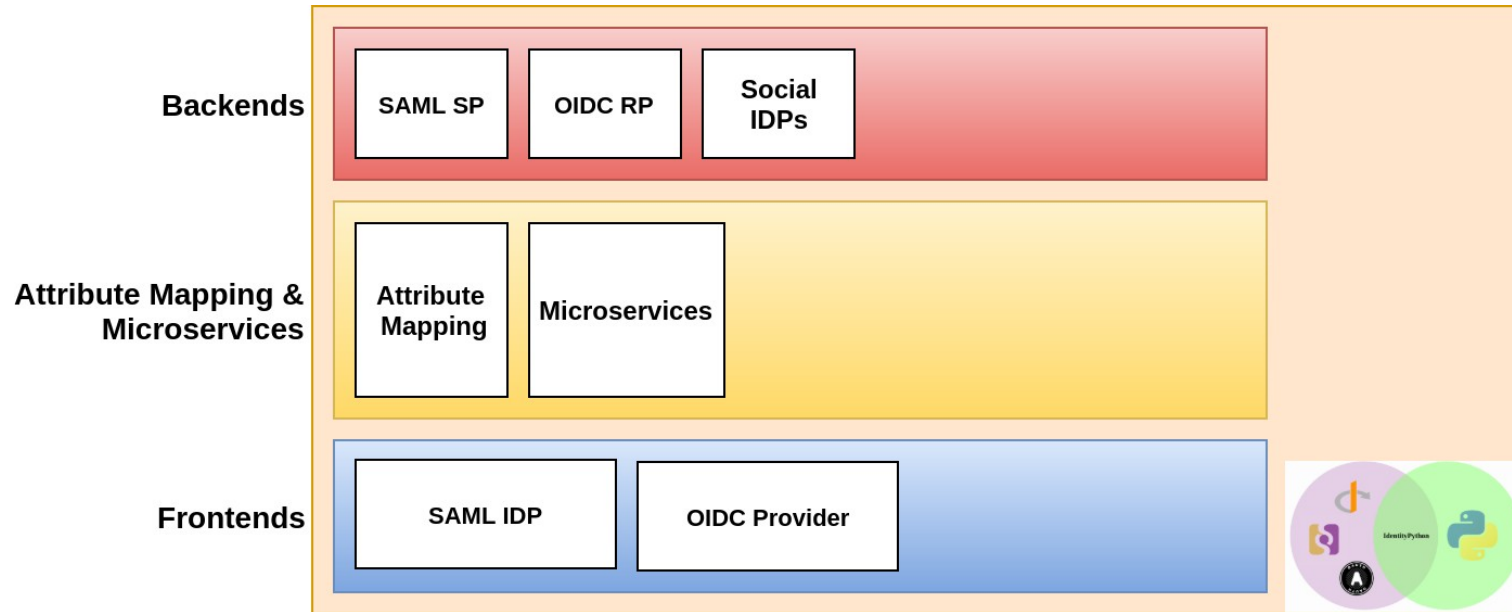 Backends
SAML SP
OIDC RP
Social
IDPs
Attribute Mapping &
Microservices
Attribute
Mapping
Microservices
Frontends
SAML IDP
OIDC Provider
IdentityPython
A